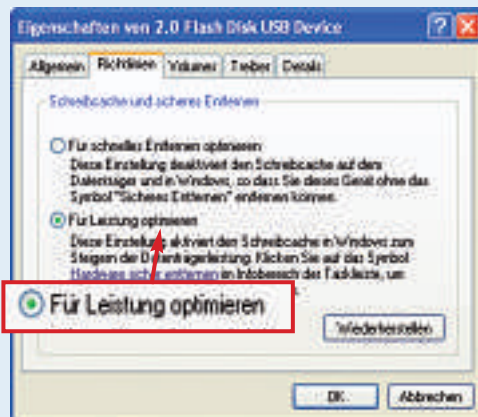 Eigenschaften von 2.0 Flash Disk USB Device
Allgemein Richtlinien Volumes Treiber Details
Schreibcache und sicheres Entfernen
Für schnelles Entfernen optimieren
Diese Einstellung deaktiviert den Schreibcache auf dem
Datenträger und in Windows, so dass Sie dieses Gerät ohne das
Symbol "Sicheres Entfernen" entfernen können.
Für Leistung optimieren
Diese Einstellung aktiviert den Schreibcache in Windows zum
Steigern der Datenträgerleistung. Klicken Sie auf das Symbol
Hardware sicher entfernen im Infobereich der Taskleiste, um
Für Leistung optimieren
Wiederherstellen
OK Abbrechen